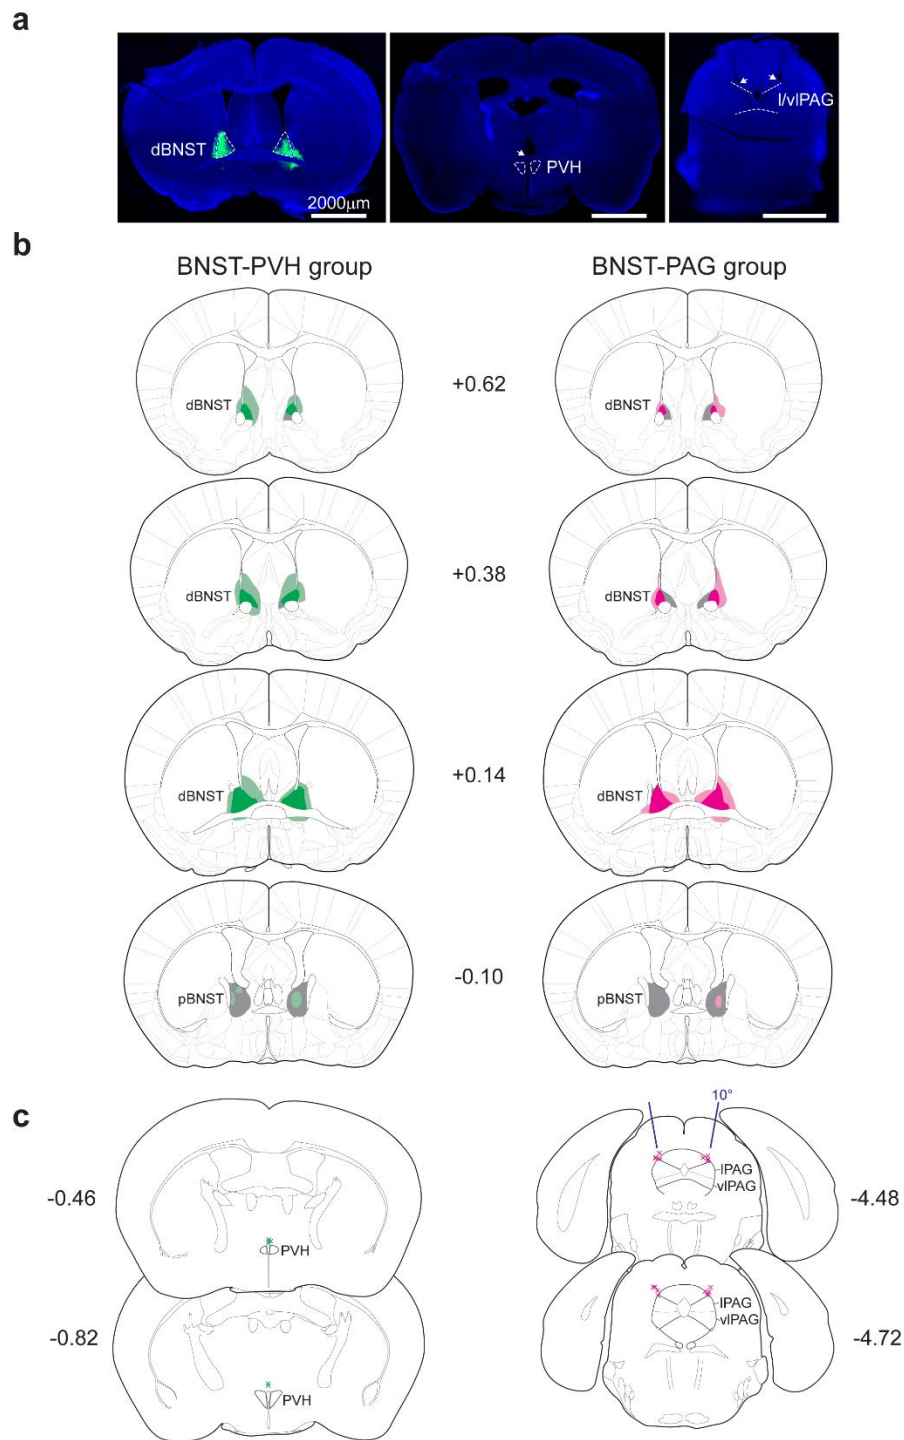 a
dBNST
2000μm
PVH
l/vlPAG
b
BNST-PVH group
BNST-PAG group
dBNST
+0.62
dBNST
dBNST
+0.38
dBNST
dBNST
+0.14
dBNST
pBNST
-0.10
pBNST
c
10°
-0.46
PVH
lPAG
vlPAG
-4.48
-0.82
PVH
lPAG
vlPAG
-4.72